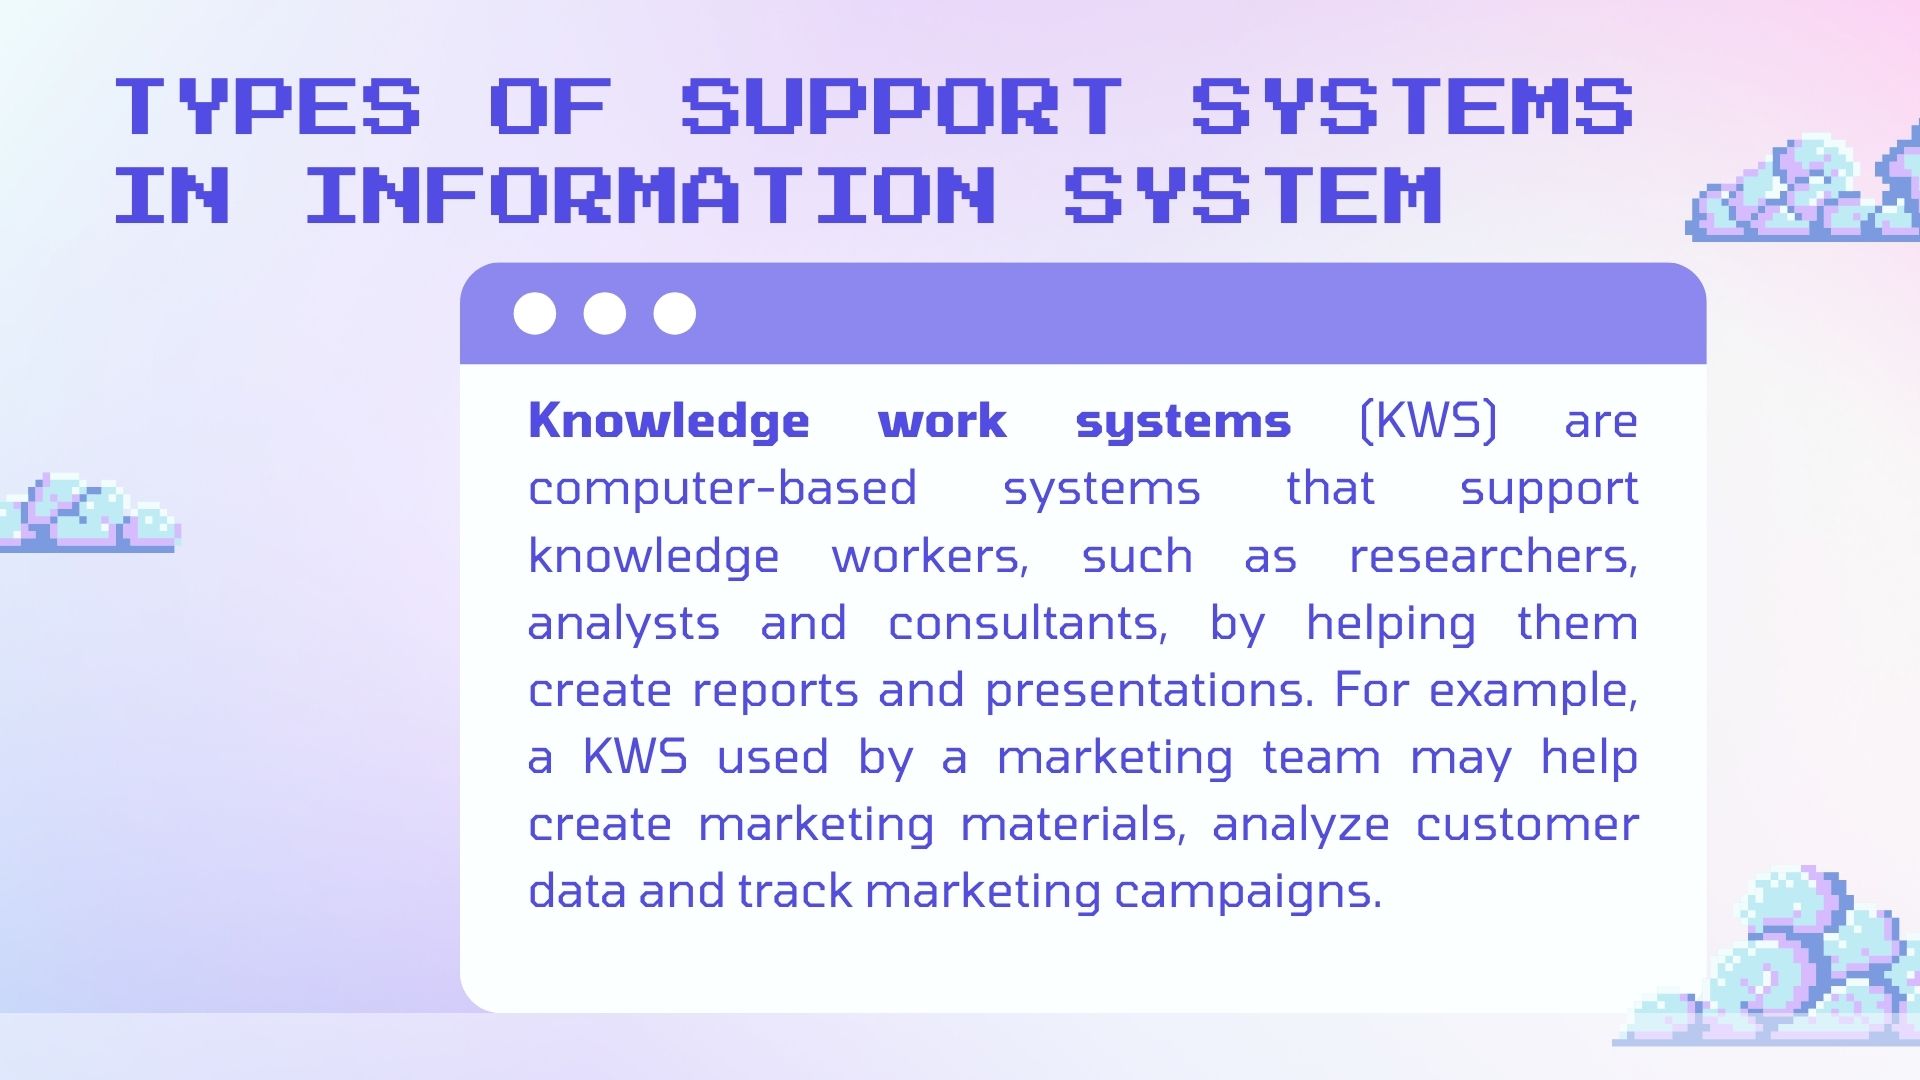 TYPES OF SUPPORT SYSTEMS
IN INFORMATION SYSTEM
Knowledge work systems (KWS) are
computer-based systems that support
knowledge workers, such as researchers,
analysts and consultants, by helping them
create reports and presentations. For example,
a KWS used by a marketing team may help
create marketing materials, analyze customer
data and track marketing campaigns.